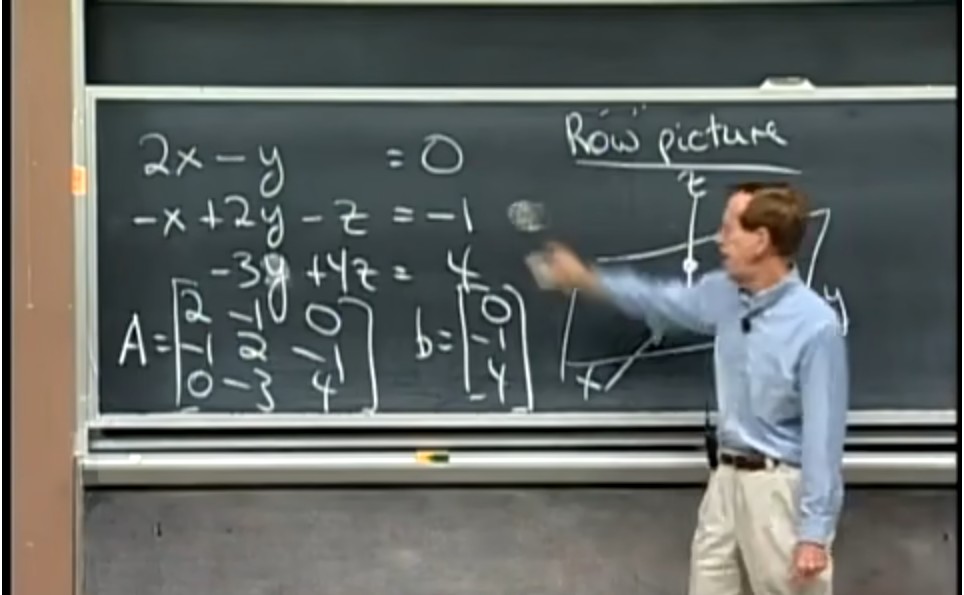 2x - y = 0
-x + 2y - z = -1
-3y + 4z = 4
A = [ 2 -1 0
-1 2 -1
0 -3 4 ]
b = [ 0
-1
4 ]
"Row" picture
z
y
x